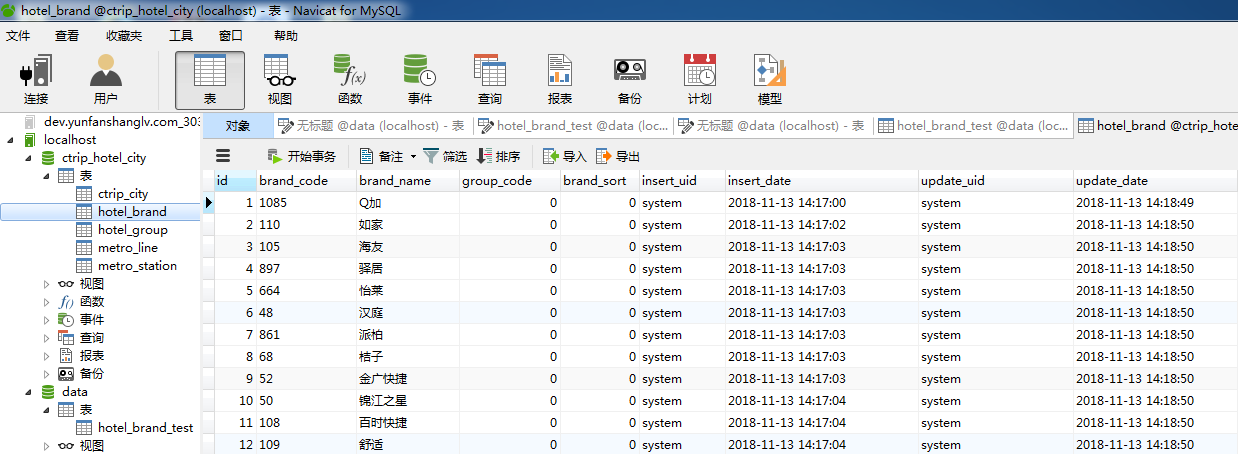 hotel_brand @ctrip_hotel_city (localhost) - 表 - Navicat for MySQL
文件 查看 收藏夹 工具 窗口 帮助
连接 用户 表 视图 函数 事件 查询 报表 备份 计划 模型
f(x)
dev.yunfanshanglv.com_303
localhost
ctrip_hotel_city
表
ctrip_city
hotel_brand
hotel_group
metro_line
metro_station
视图
f() 函数
事件
查询
报表
备份
data
表
hotel_brand_test
视图
对象 无标题 @data (localhost) - 表 hotel_brand_test @data (loc... 无标题 @data (localhost) - 表 hotel_brand_test @data (loc... hotel_brand @ctrip_hote
开始事务 备注 筛选 排序 导入 导出
id brand_code brand_name group_code brand_sort insert_uid insert_date update_uid update_date
1 1085 Q加 0 0 system 2018-11-13 14:17:00 system 2018-11-13 14:18:49
2 110 如家 0 0 system 2018-11-13 14:17:02 system 2018-11-13 14:18:50
3 105 海友 0 0 system 2018-11-13 14:17:03 system 2018-11-13 14:18:50
4 897 驿居 0 0 system 2018-11-13 14:17:03 system 2018-11-13 14:18:50
5 664 怡莱 0 0 system 2018-11-13 14:17:03 system 2018-11-13 14:18:50
6 48 汉庭 0 0 system 2018-11-13 14:17:03 system 2018-11-13 14:18:50
7 861 派柏 0 0 system 2018-11-13 14:17:03 system 2018-11-13 14:18:50
8 68 桔子 0 0 system 2018-11-13 14:17:03 system 2018-11-13 14:18:50
9 52 金广快捷 0 0 system 2018-11-13 14:17:03 system 2018-11-13 14:18:50
10 50 锦江之星 0 0 system 2018-11-13 14:17:04 system 2018-11-13 14:18:50
11 108 百时快捷 0 0 system 2018-11-13 14:17:04 system 2018-11-13 14:18:50
12 109 舒适 0 0 system 2018-11-13 14:17:04 system 2018-11-13 14:18:50